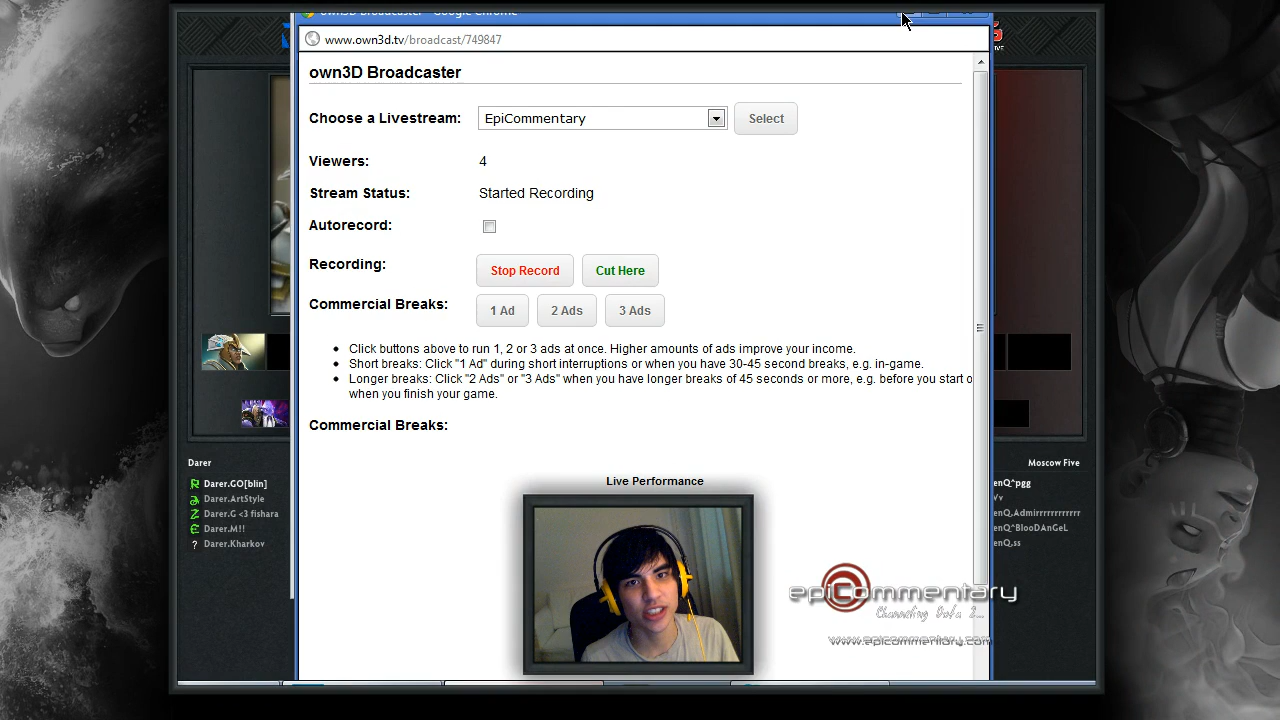 own3D Broadcaster - Google Chrome
www.own3d.tv/broadcast/749847
own3D Broadcaster
Choose a Livestream: EpiCommentary Select
Viewers: 4
Stream Status: Started Recording
Autorecord:
Recording: Stop Record Cut Here
Commercial Breaks: 1 Ad 2 Ads 3 Ads
• Click buttons above to run 1, 2 or 3 ads at once. Higher amounts of ads improve your income.
• Short breaks: Click "1 Ad" during short interruptions or when you have 30-45 second breaks, e.g. in-game.
• Longer breaks: Click "2 Ads" or "3 Ads" when you have longer breaks of 45 seconds or more, e.g. before you start o
when you finish your game.
Commercial Breaks:
Live Performance
Darer
Darer.GO[blin]
Darer.ArtStyle
Darer.G <3 fishara
Darer.M!!
Darer.Kharkov
Moscow Five
enQ^pgg
Vv
enQ.Admirrrrrrrrrrr
enQ^BlooDAnGeL
enQ.ss
epiCommentary
Channeling Dota 2...
www.epicommentary.com